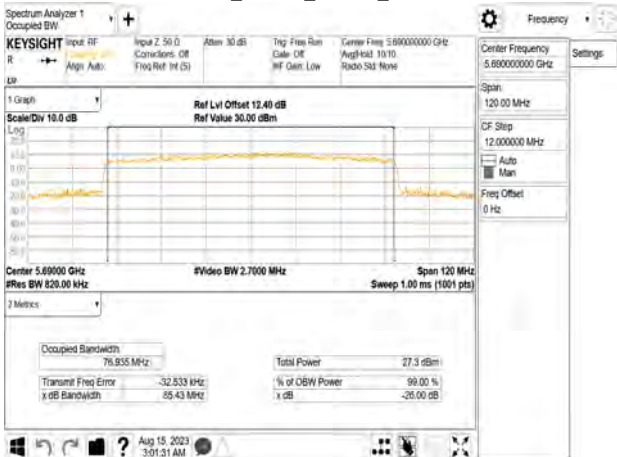 Spectrum Analyzer 1
Occupied BW
Frequency
KEYSIGHT
Input: RF
Input Z: 50 Ω
Atten: 30 dB
Trig: Free Run
Center Freq: 5.690000000 GHz
R
Corrections: Off
Gate: Off
Avg|Hold: 10/10
Align: Auto
Freq Ref: Int (S)
#IF Gain: Low
Radio Std: None
Center Frequency
5.690000000 GHz
Settings
Span
120.00 MHz
CF Step
12.000000 MHz
Auto
Man
Freq Offset
0 Hz
1 Graph
Ref Lvl Offset 12.40 dB
Scale/Div 10.0 dB
Ref Value 30.00 dBm
Log
Center 5.69000 GHz
#Video BW 2.7000 MHz
Span 120 MHz
#Res BW 820.00 kHz
Sweep 1.00 ms (1001 pts)
2 Metrics
Occupied Bandwidth
76.935 MHz
Total Power
27.3 dBm
Transmit Freq Error
-32.533 kHz
% of OBW Power
99.00 %
x dB Bandwidth
85.43 MHz
x dB
-26.00 dB
?
Aug 15, 2023
3:01:31 AM